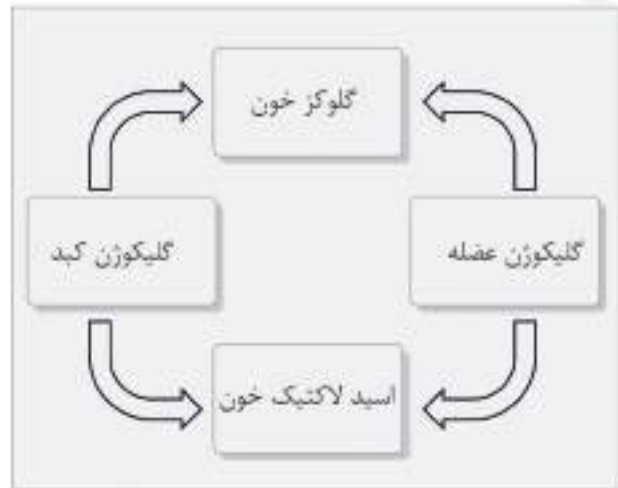 گلوکز خون
گلیکوژن عضله
گلیکوژن کبد
اسید لاکتیک خون